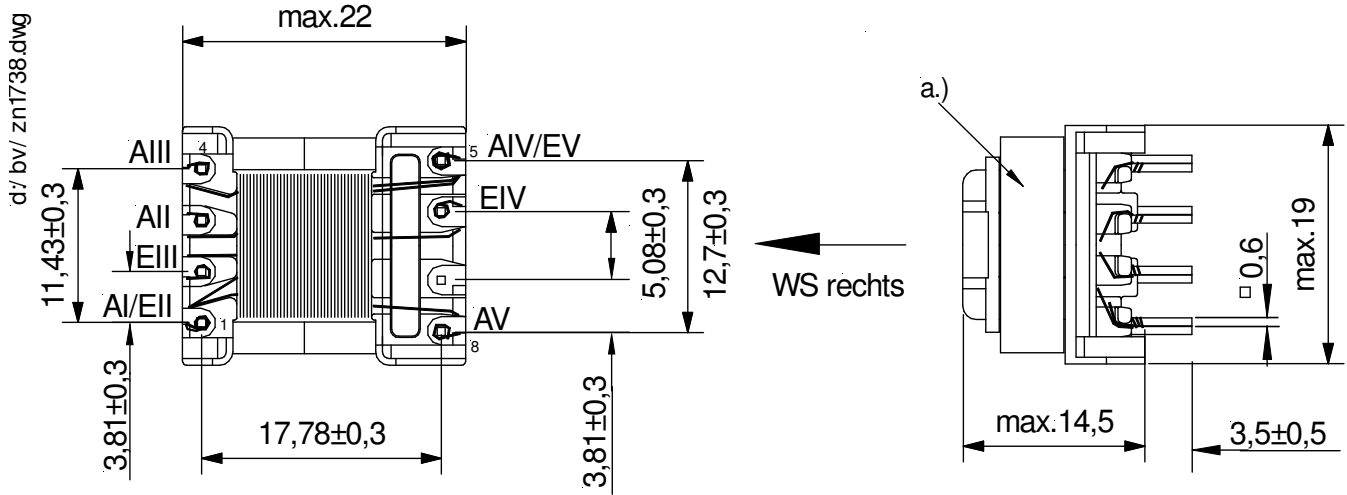 d:/ bv/ zn1738.dwg
max.22
AIII
4
5
AIV/EV
AII
EIV
EIII
AI/EII
1
AV
8
11,43±0,3
3,81±0,3
17,78±0,3
3,81±0,3
5,08±0,3
12,7±0,3
WS rechts
a.)
□ 0,6
max.19
max.14,5
3,5±0,5